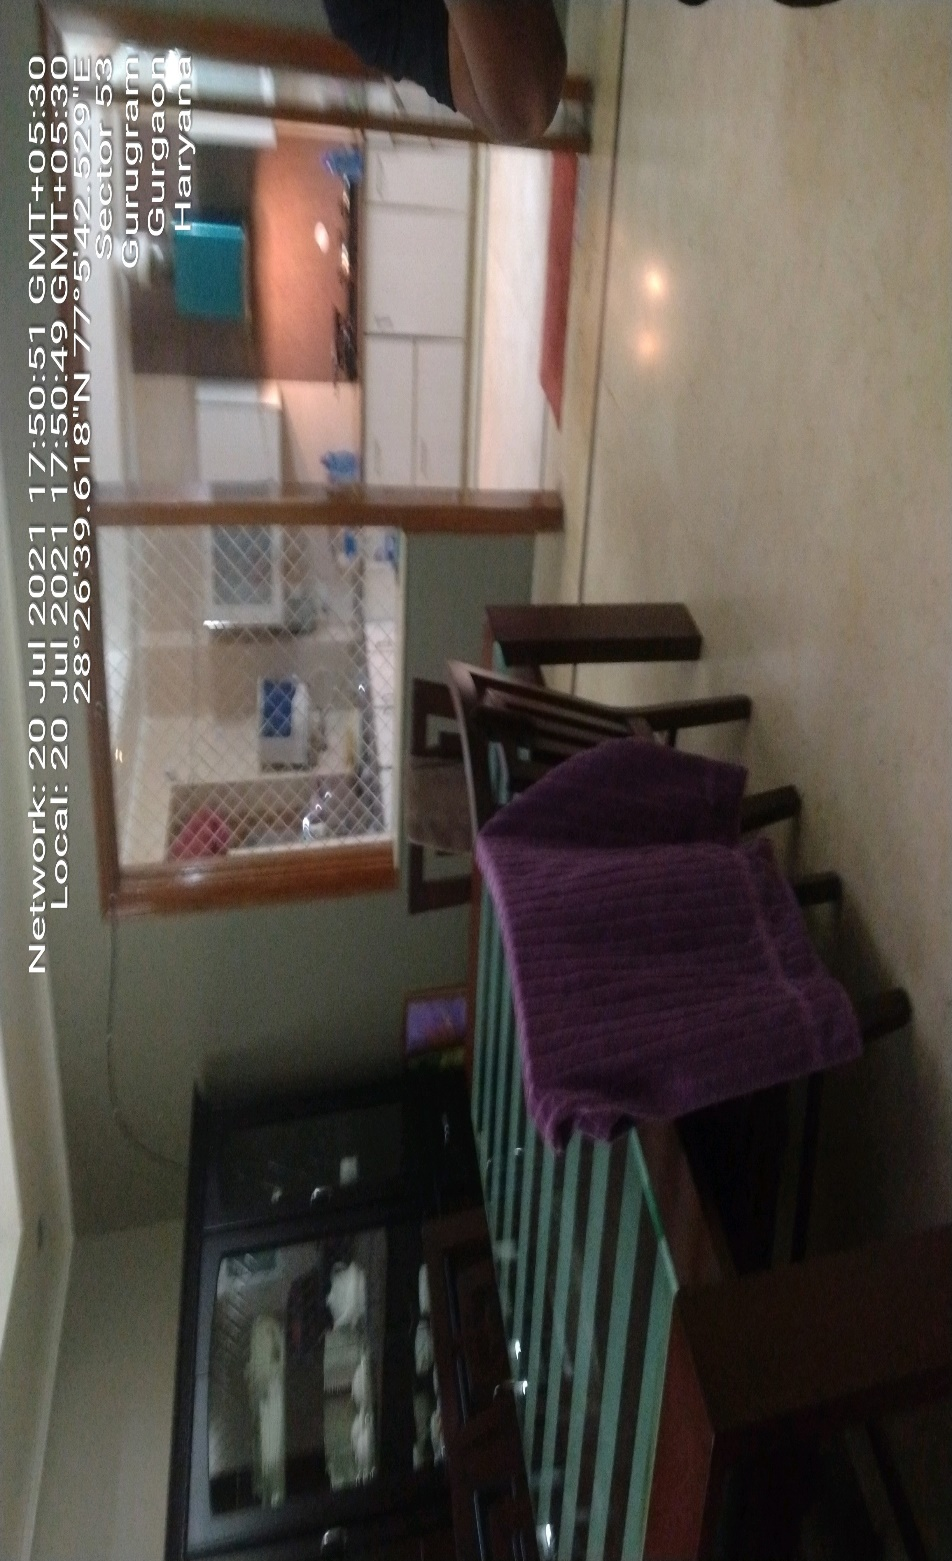 Network: 20 Jul 2021 17:50:51 GMT+05:30
Local: 20 Jul 2021 17:50:49 GMT+05:30
28°26'39.618"N 77°5'42.529"E
Sector 53
Gurugram
Gurgaon
Haryana